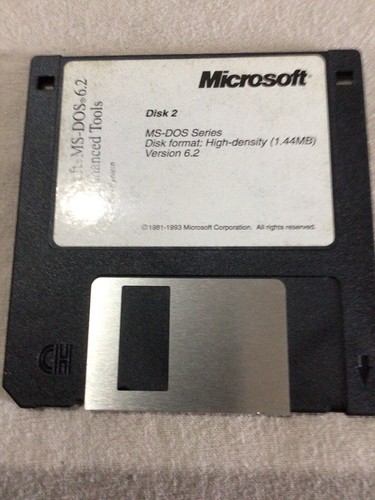 Microsoft®
Disk 2
MS-DOS Series
Disk format: High-density (1.44MB)
Version 6.2
©1981-1993 Microsoft Corporation. All rights reserved.
MS-DOS® 6.2
Tools